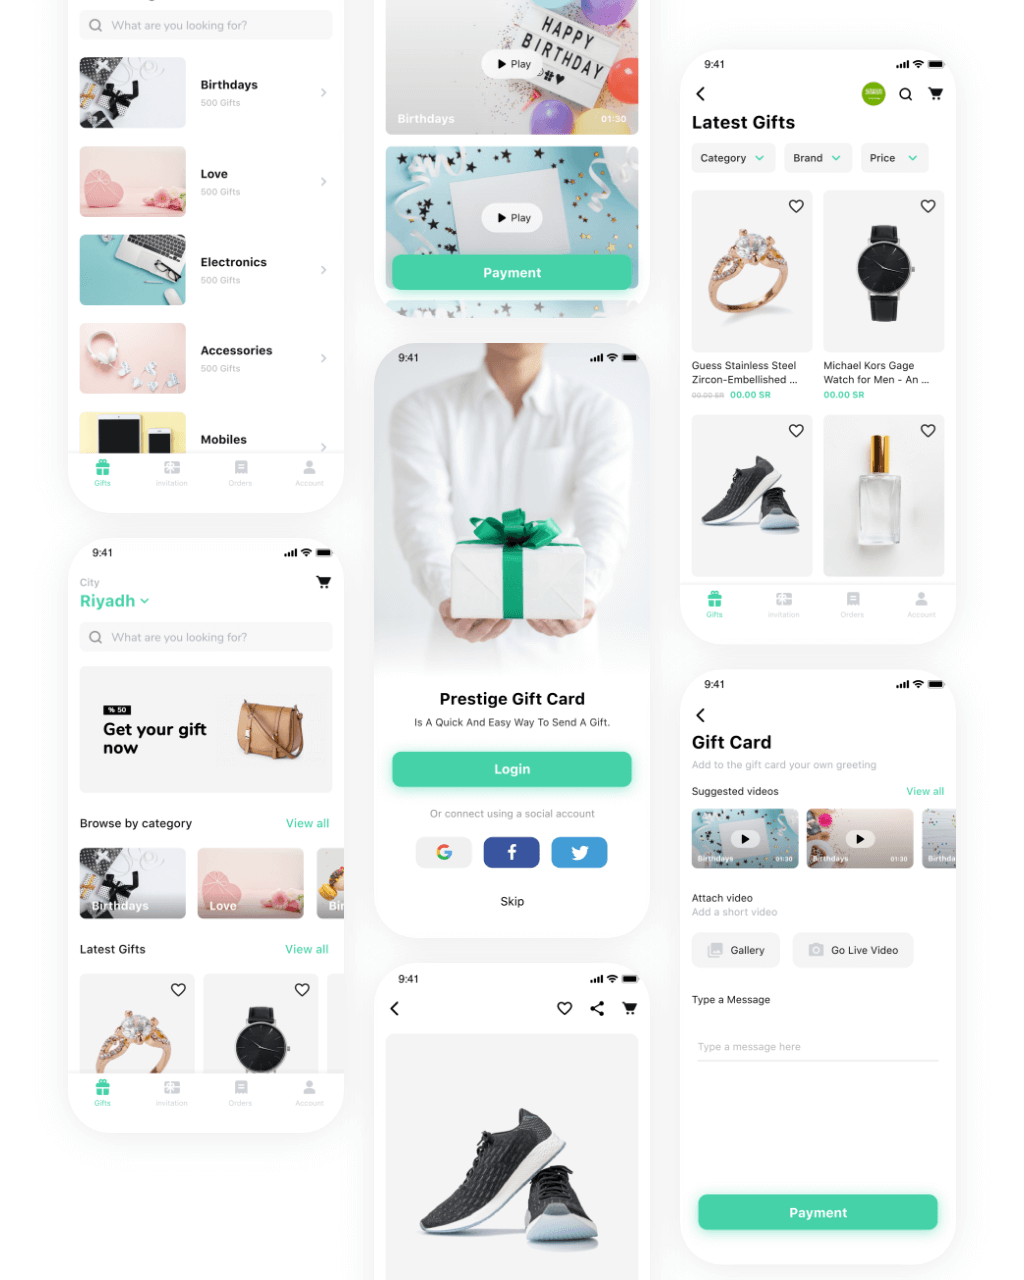 What are you looking for?
Birthdays
500 Gifts
Love
500 Gifts
Electronics
500 Gifts
Accessories
500 Gifts
Mobiles
Gifts
Invitation
Orders
Account
9:41
City
Riyadh
What are you looking for?
% 50
Get your gift
now
Browse by category
View all
Birthdays
Love
Bir
Latest Gifts
View all
Gifts
Invitation
Orders
Account
HAPPY
BIRTHDAY
#♥
Play
Birthdays
01:30
Play
Payment
9:41
Prestige Gift Card
Is A Quick And Easy Way To Send A Gift.
Login
Or connect using a social account
G
f
Skip
9:41
9:41
Latest Gifts
Category
Brand
Price
Guess Stainless Steel
Zircon-Embellished ...
00.00 SR 00.00 SR
Michael Kors Gage
Watch for Men - An ...
00.00 SR
Gifts
Invitation
Orders
Account
9:41
Gift Card
Add to the gift card your own greeting
Suggested videos
View all
Birthdays
01:30
Birthdays
01:30
Birthda
Attach video
Add a short video
Gallery
Go Live Video
Type a Message
Type a message here
Payment